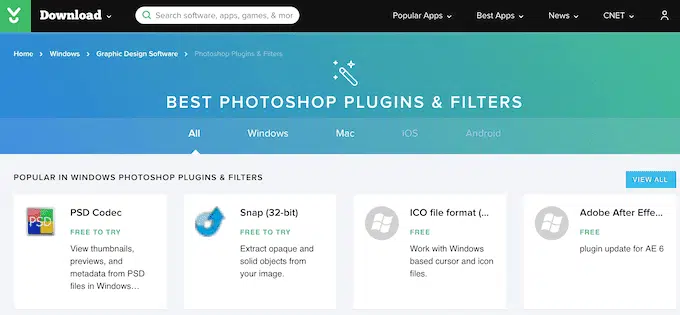 Download
Search software, apps, games, & mor
Popular Apps
Best Apps
News
CNET
Home > Windows > Graphic Design Software > Photoshop Plugins & Filters
BEST PHOTOSHOP PLUGINS & FILTERS
All
Windows
Mac
iOS
Android
POPULAR IN WINDOWS PHOTOSHOP PLUGINS & FILTERS
VIEW ALL
PSD
PSD Codec
FREE TO TRY
View thumbnails,
previews, and
metadata from PSD
files in Windows...
Snap (32-bit)
FREE TO TRY
Extract opaque and
solid objects from
your image.
ICO file format (...
FREE
Work with Windows
based cursor and icon
files.
Adobe After Effe...
FREE
plugin update for AE 6